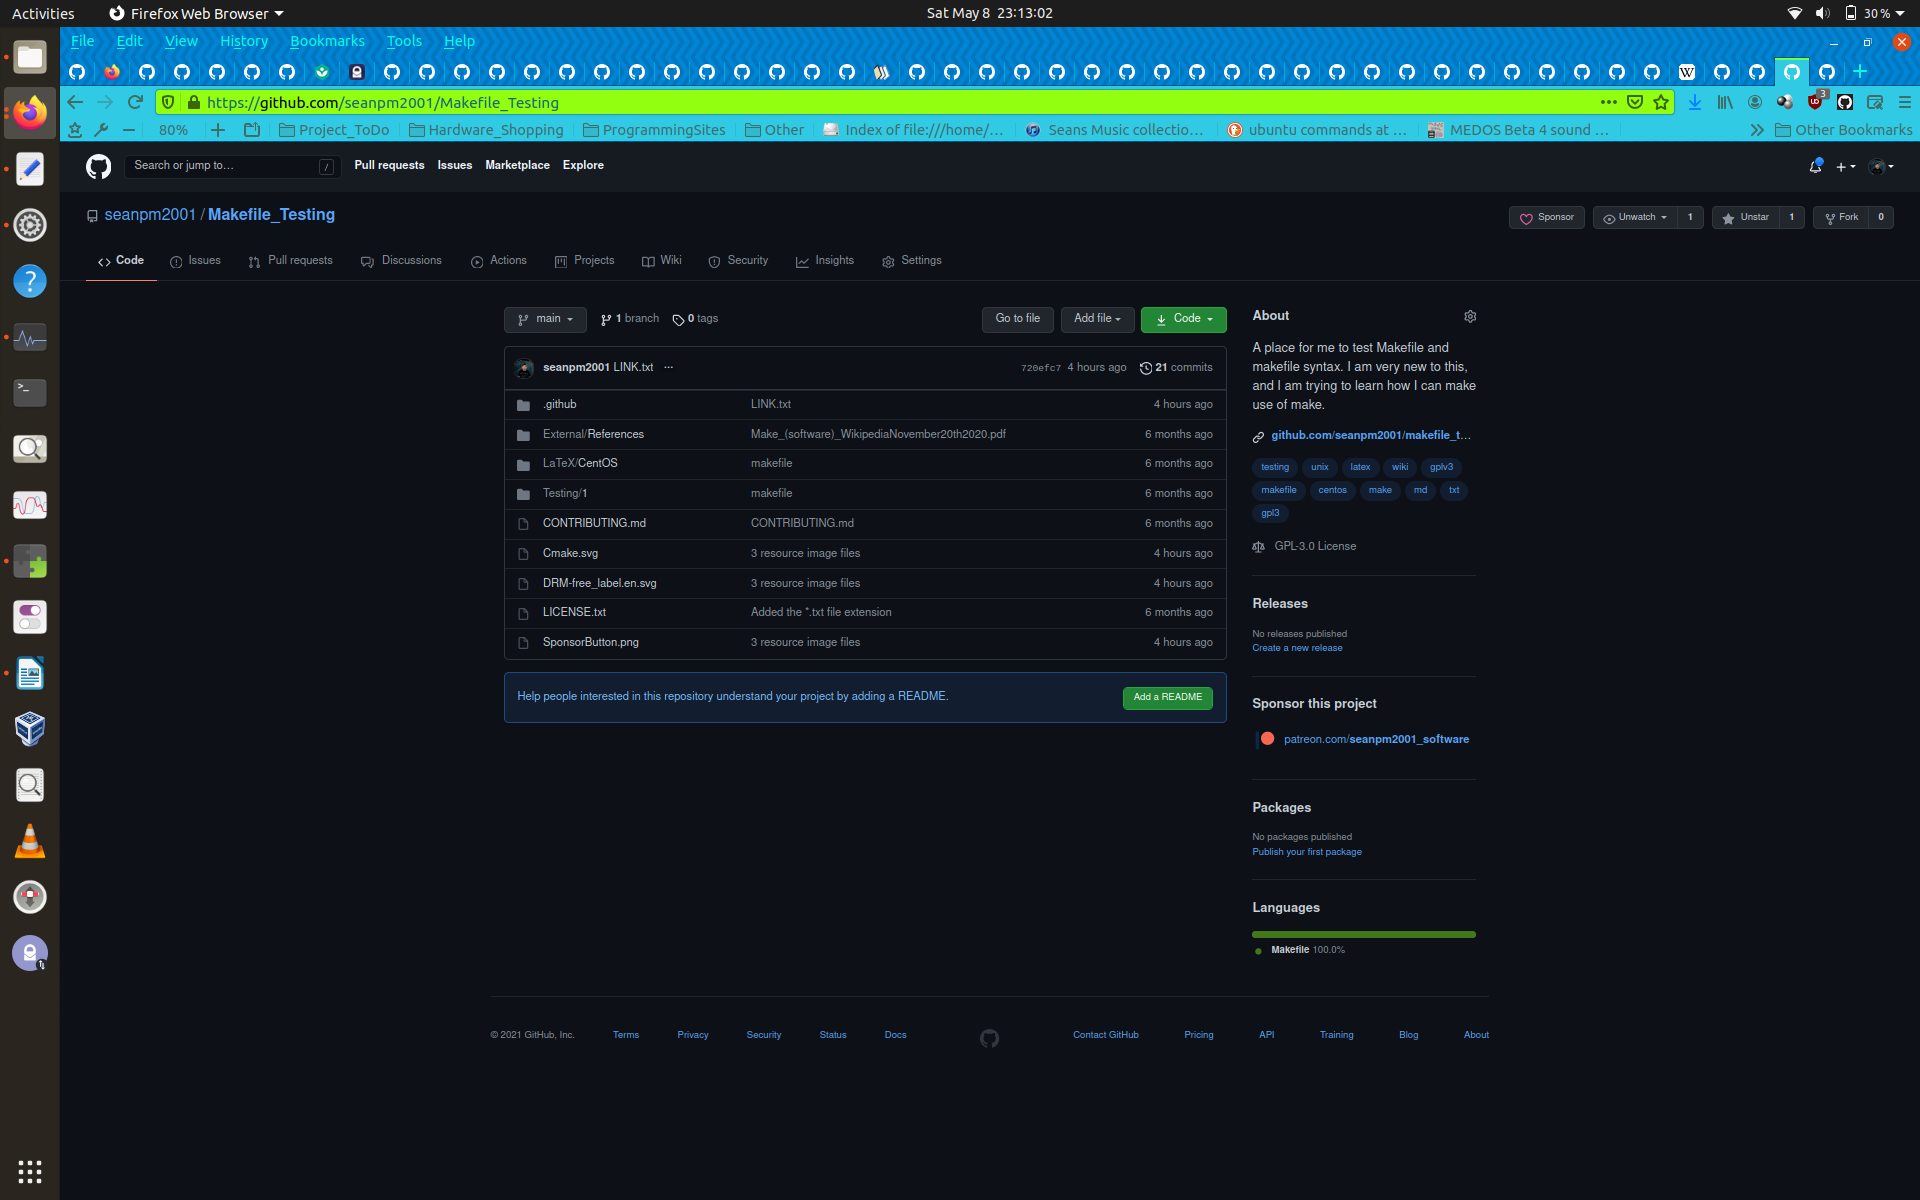 Activities Firefox Web Browser Sat May 8 23:13:02 30 %
File Edit View History Bookmarks Tools Help
W
https://github.com/seanpm2001/Makefile_Testing 3
80% Project_ToDo Hardware_Shopping ProgrammingSites Other Index of file:///home/... Seans Music collectio... ubuntu commands at ... MEDOS Beta 4 sound ... Other Bookmarks
Search or jump to... / Pull requests Issues Marketplace Explore
seanpm2001 / Makefile_Testing Sponsor Unwatch 1 Unstar 1 Fork 0
Code Issues Pull requests Discussions Actions Projects Wiki Security Insights Settings
main 1 branch 0 tags Go to file Add file Code
seanpm2001 LINK.txt ... 720efc7 4 hours ago 21 commits
.github LINK.txt 4 hours ago
External/References Make_(software)_WikipediaNovember20th2020.pdf 6 months ago
LaTeX/CentOS makefile 6 months ago
Testing/1 makefile 6 months ago
CONTRIBUTING.md CONTRIBUTING.md 6 months ago
Cmake.svg 3 resource image files 4 hours ago
DRM-free_label.en.svg 3 resource image files 4 hours ago
LICENSE.txt Added the *.txt file extension 6 months ago
SponsorButton.png 3 resource image files 4 hours ago
Help people interested in this repository understand your project by adding a README. Add a README
About
A place for me to test Makefile and
makefile syntax. I am very new to this,
and I am trying to learn how I can make
use of make.
github.com/seanpm2001/makefile_t...
testing unix latex wiki gplv3
makefile centos make md txt
gpl3
GPL-3.0 License
Releases
No releases published
Create a new release
Sponsor this project
patreon.com/seanpm2001_software
Packages
No packages published
Publish your first package
Languages
Makefile 100.0%
© 2021 GitHub, Inc. Terms Privacy Security Status Docs Contact GitHub Pricing API Training Blog About